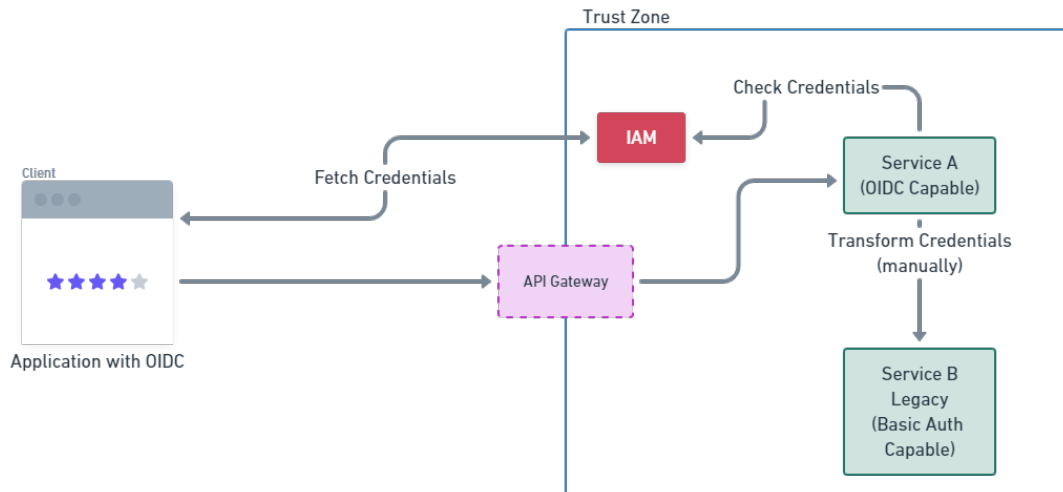 Trust Zone
Check Credentials
IAM
Client
Fetch Credentials
Service A
(OIDC Capable)
Transform Credentials
(manually)
API Gateway
Application with OIDC
Service B
Legacy
(Basic Auth
Capable)